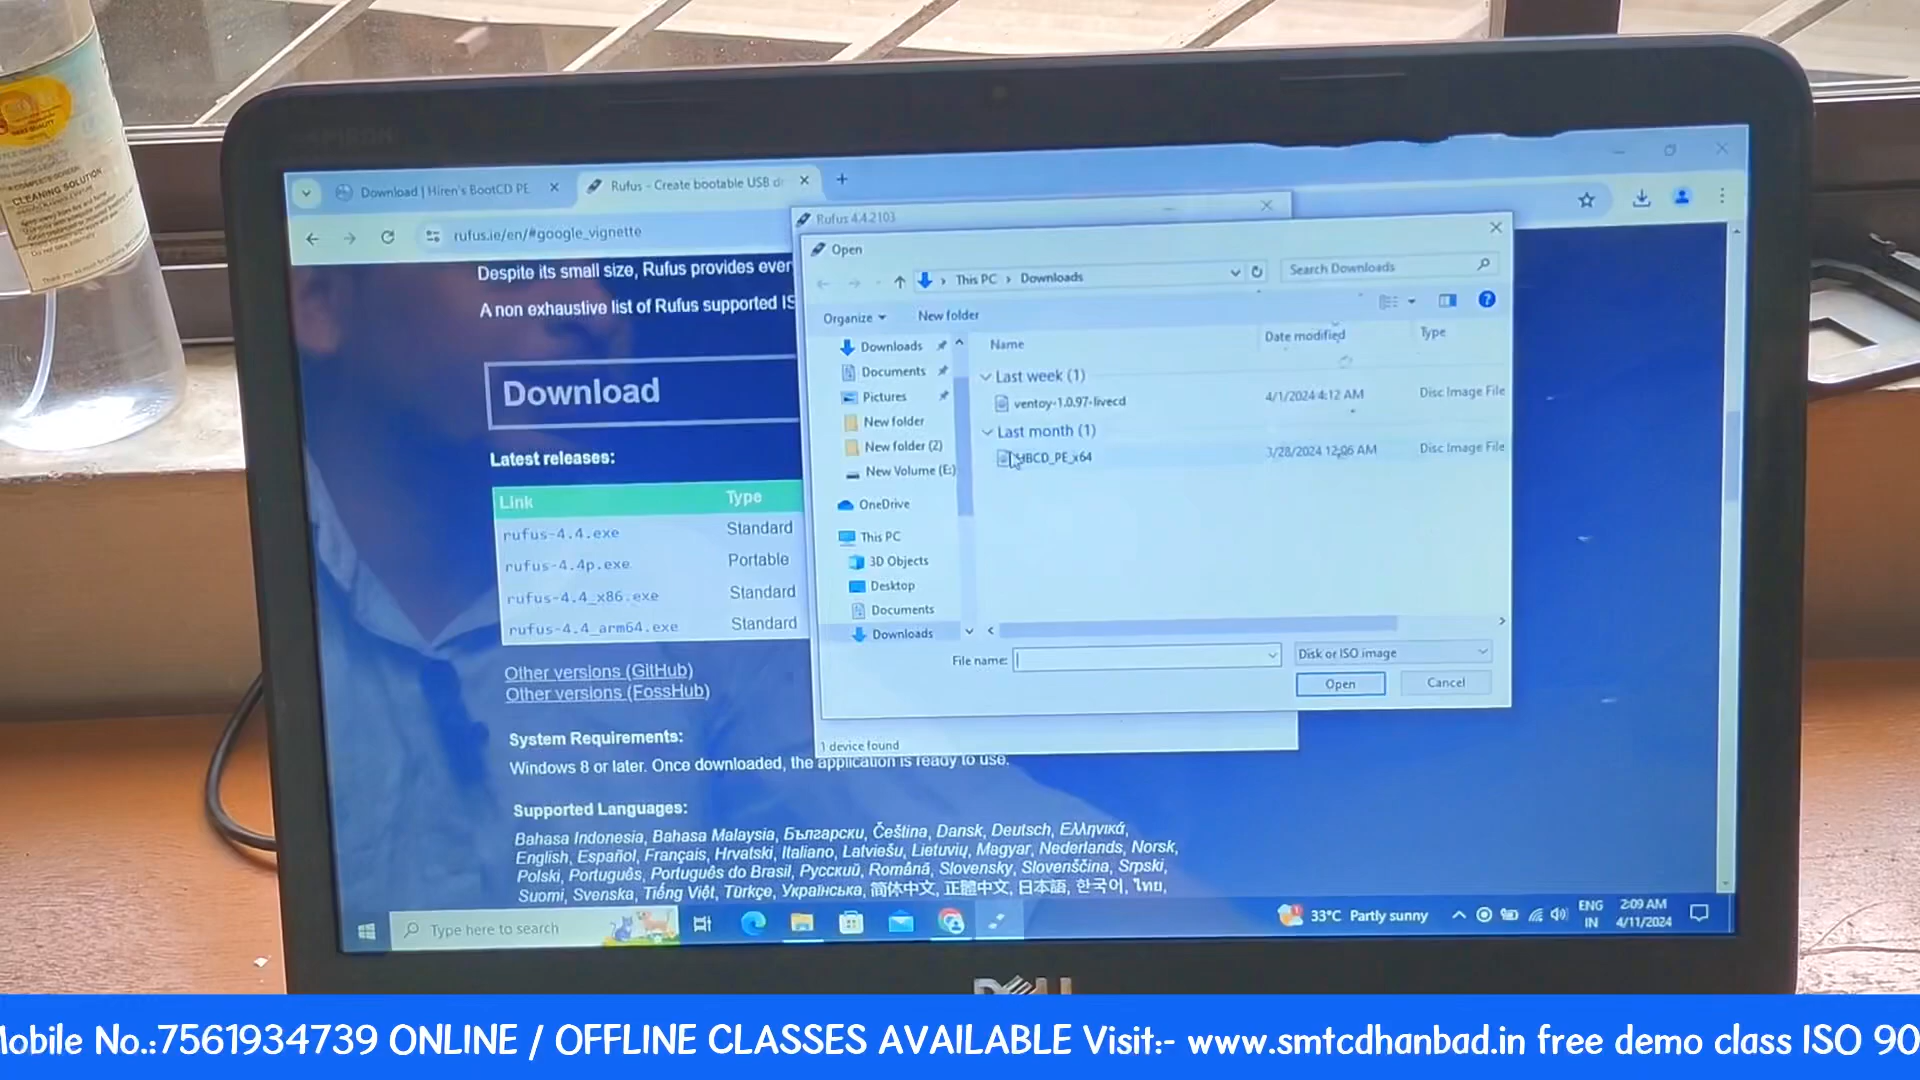 CLEANING SOLUTION
Download | Hiren's BootCD PE
Rufus - Create bootable USB dr
rufus.ie/en/#google_vignette
Despite its small size, Rufus provides ever
A non exhaustive list of Rufus supported IS
Download
Latest releases:
Link Type
rufus-4.4.exe Standard
rufus-4.4p.exe Portable
rufus-4.4_x86.exe Standard
rufus-4.4_arm64.exe Standard
Other versions (GitHub)
Other versions (FossHub)
System Requirements:
Windows 8 or later. Once downloaded, the application is ready to use.
Supported Languages:
Bahasa Indonesia, Bahasa Malaysia, Български, Čeština, Dansk, Deutsch, Ελληνικά,
English, Español, Français, Hrvatski, Italiano, Latviešu, Lietuvių, Magyar, Nederlands, Norsk,
Polski, Português, Português do Brasil, Русский, Română, Slovensky, Slovenščina, Srpski,
Suomi, Svenska, Tiếng Việt, Türkçe, Українська, 简体中文, 正體中文, 日本語, 한국어, ไทย,
Rufus 4.4.2103
Open
This PC > Downloads
Search Downloads
Organize New folder
Name Date modified Type
Downloads
Documents
Pictures
New folder
New folder (2)
New Volume (E:)
OneDrive
This PC
3D Objects
Desktop
Documents
Downloads
Last week (1)
ventoy-1.0.97-livecd 4/1/2024 4:12 AM Disc Image File
Last month (1)
HBCD_PE_x64 3/28/2024 12:06 AM Disc Image File
File name: Disk or ISO image
Open Cancel
1 device found
Type here to search
33°C Partly sunny
ENG
IN
2:09 AM
4/11/2024
DELL
Mobile No.:7561934739 ONLINE / OFFLINE CLASSES AVAILABLE Visit:- www.smtcdhanbad.in free demo class ISO 90